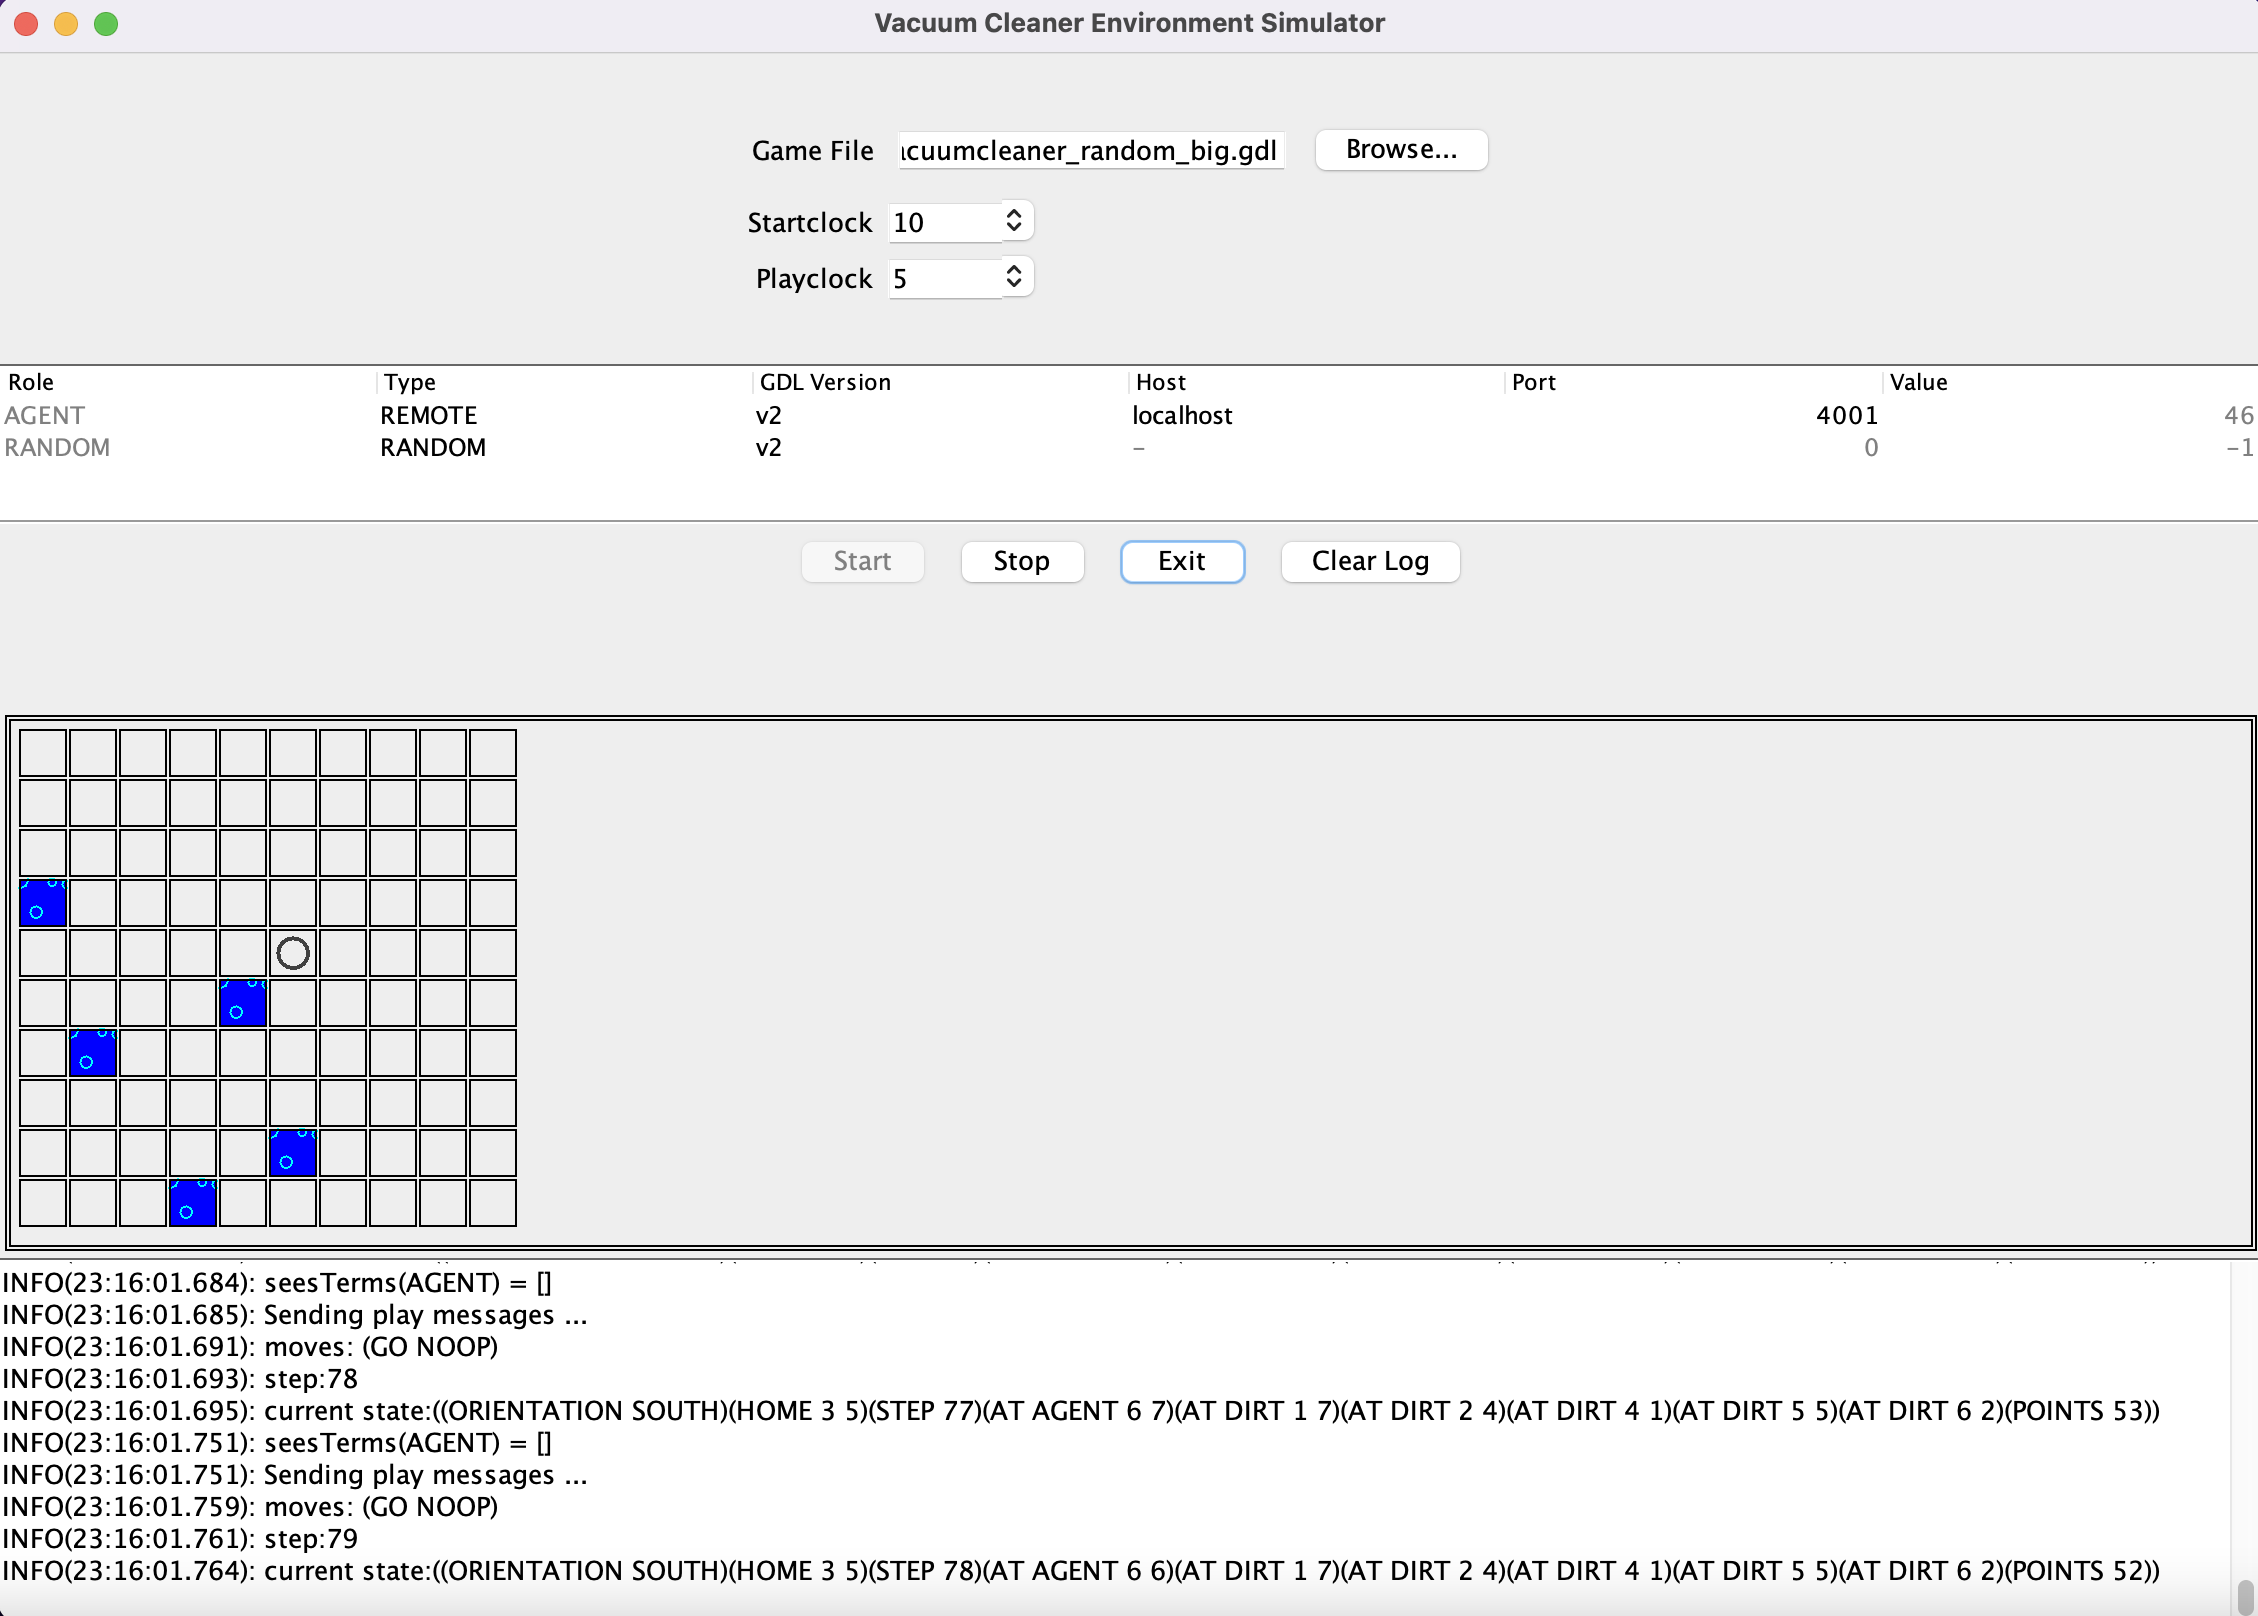 Vacuum Cleaner Environment Simulator
Game File acuumcleaner_random_big.gdl Browse...
Startclock 10
Playclock 5
Role Type GDL Version Host Port Value
AGENT REMOTE v2 localhost 4001 46
RANDOM RANDOM v2 – 0 -1
Start Stop Exit Clear Log
INFO(23:16:01.684): seesTerms(AGENT) = []
INFO(23:16:01.685): Sending play messages ...
INFO(23:16:01.691): moves: (GO NOOP)
INFO(23:16:01.693): step:78
INFO(23:16:01.695): current state:((ORIENTATION SOUTH)(HOME 3 5)(STEP 77)(AT AGENT 6 7)(AT DIRT 1 7)(AT DIRT 2 4)(AT DIRT 4 1)(AT DIRT 5 5)(AT DIRT 6 2)(POINTS 53))
INFO(23:16:01.751): seesTerms(AGENT) = []
INFO(23:16:01.751): Sending play messages ...
INFO(23:16:01.759): moves: (GO NOOP)
INFO(23:16:01.761): step:79
INFO(23:16:01.764): current state:((ORIENTATION SOUTH)(HOME 3 5)(STEP 78)(AT AGENT 6 6)(AT DIRT 1 7)(AT DIRT 2 4)(AT DIRT 4 1)(AT DIRT 5 5)(AT DIRT 6 2)(POINTS 52))